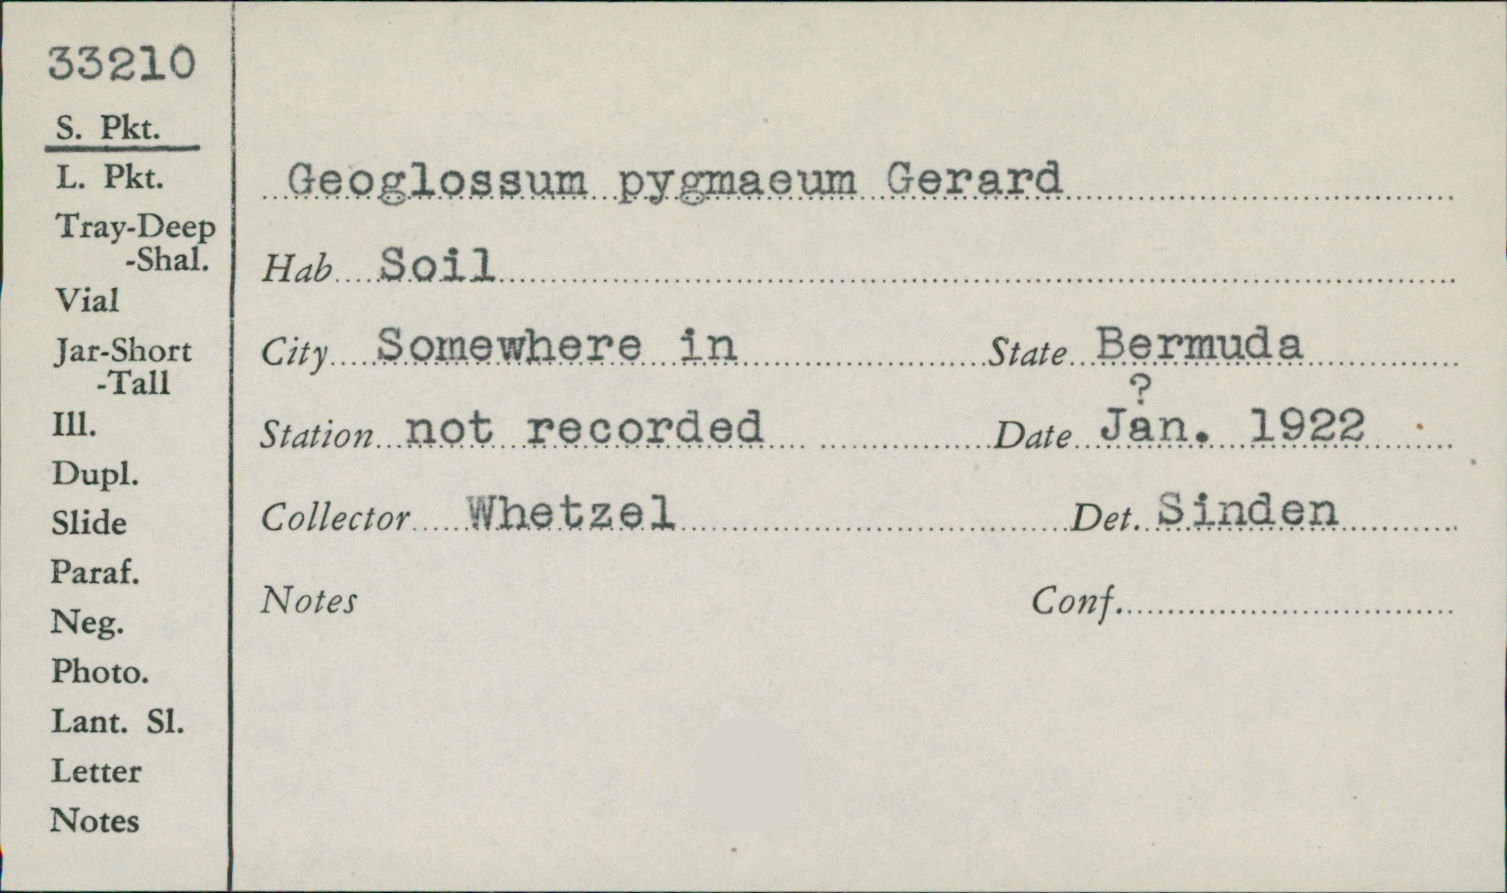 33210
S. Pkt.
L. Pkt.
Tray-Deep
-Shal.
Vial
Jar-Short
-Tall
Ill.
Dupl.
Slide
Paraf.
Neg.
Photo.
Lant. Sl.
Letter
Notes
Geoglossum pygmaeum Gerard
Hab Soil
City Somewhere in State Bermuda
?
Station not recorded Date Jan. 1922
Collector Whetzel Det. Sinden
Notes Conf.